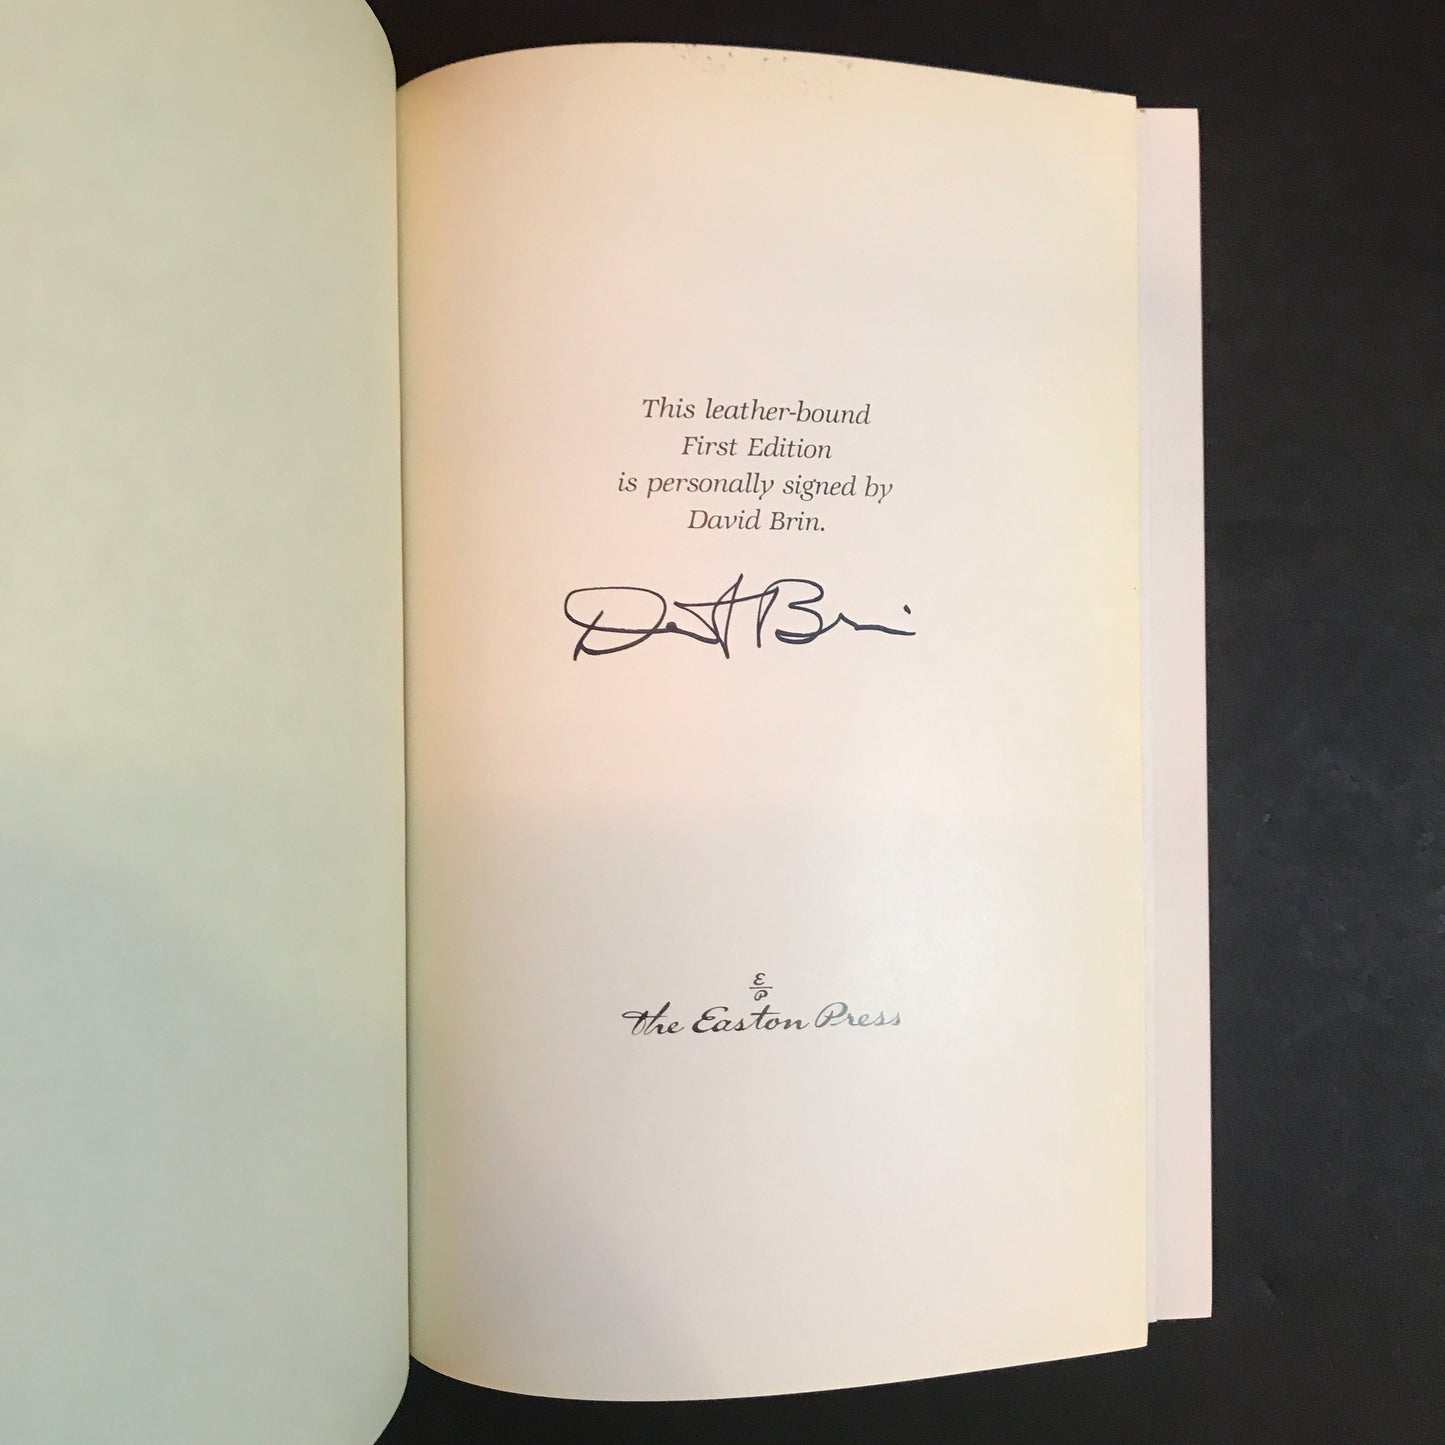 This leather-bound
First Edition
is personally signed by
David Brin.
David Brin
E
P
The Easton Press